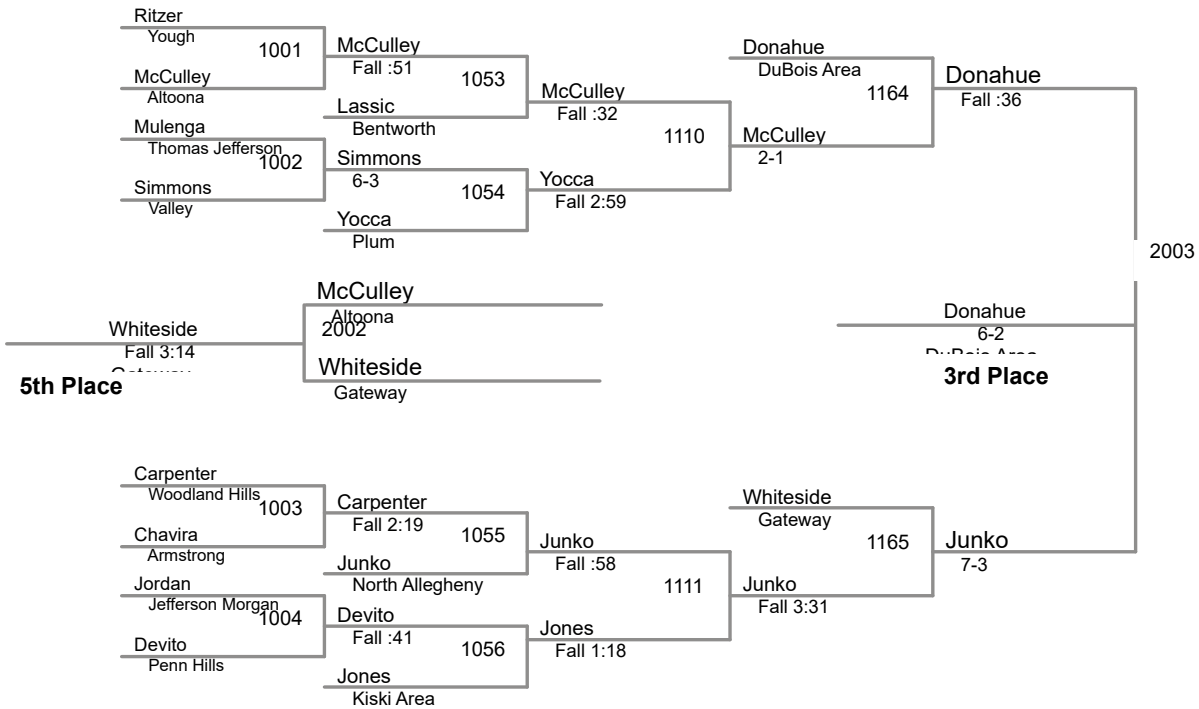 Ritzer
Yough
1001
McCulley
Altoona
McCulley
Fall :51
1053
Lassic
Bentworth
Mulenga
Thomas Jefferson
1002
Simmons
Valley
Simmons
6-3
1054
Yocca
Plum
McCulley
Fall :32
1110
Yocca
Fall 2:59
Donahue
DuBois Area
1164
McCulley
2-1
Donahue
Fall :36
2003
McCulley
Altoona
2002
Whiteside
Gateway
Whiteside
Fall 3:14
Gateway
5th Place
Donahue
6-2
DuBois Area
3rd Place
Carpenter
Woodland Hills
1003
Chavira
Armstrong
Carpenter
Fall 2:19
1055
Junko
North Allegheny
Jordan
Jefferson Morgan
1004
Devito
Penn Hills
Devito
Fall :41
1056
Jones
Kiski Area
Junko
Fall :58
1111
Jones
Fall 1:18
Whiteside
Gateway
1165
Junko
Fall 3:31
Junko
7-3